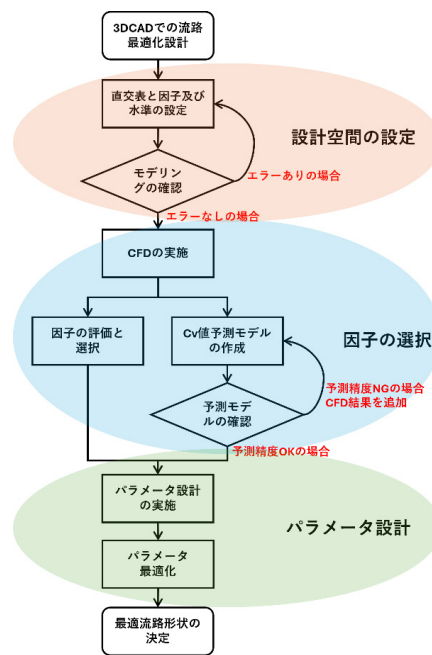 3DCADでの流路
最適化設計
直交表と因子及び
水準の設定
設計空間の設定
モデリン
グの確認
エラーありの場合
エラーなしの場合
CFDの実施
因子の評価と
選択
Cv値予測モデル
の作成
因子の選択
予測精度NGの場合
CFD結果を追加
予測モデ
ルの確認
予測精度OKの場合
パラメータ設計
の実施
パラメータ設計
パラメータ
最適化
最適流路形状の
決定